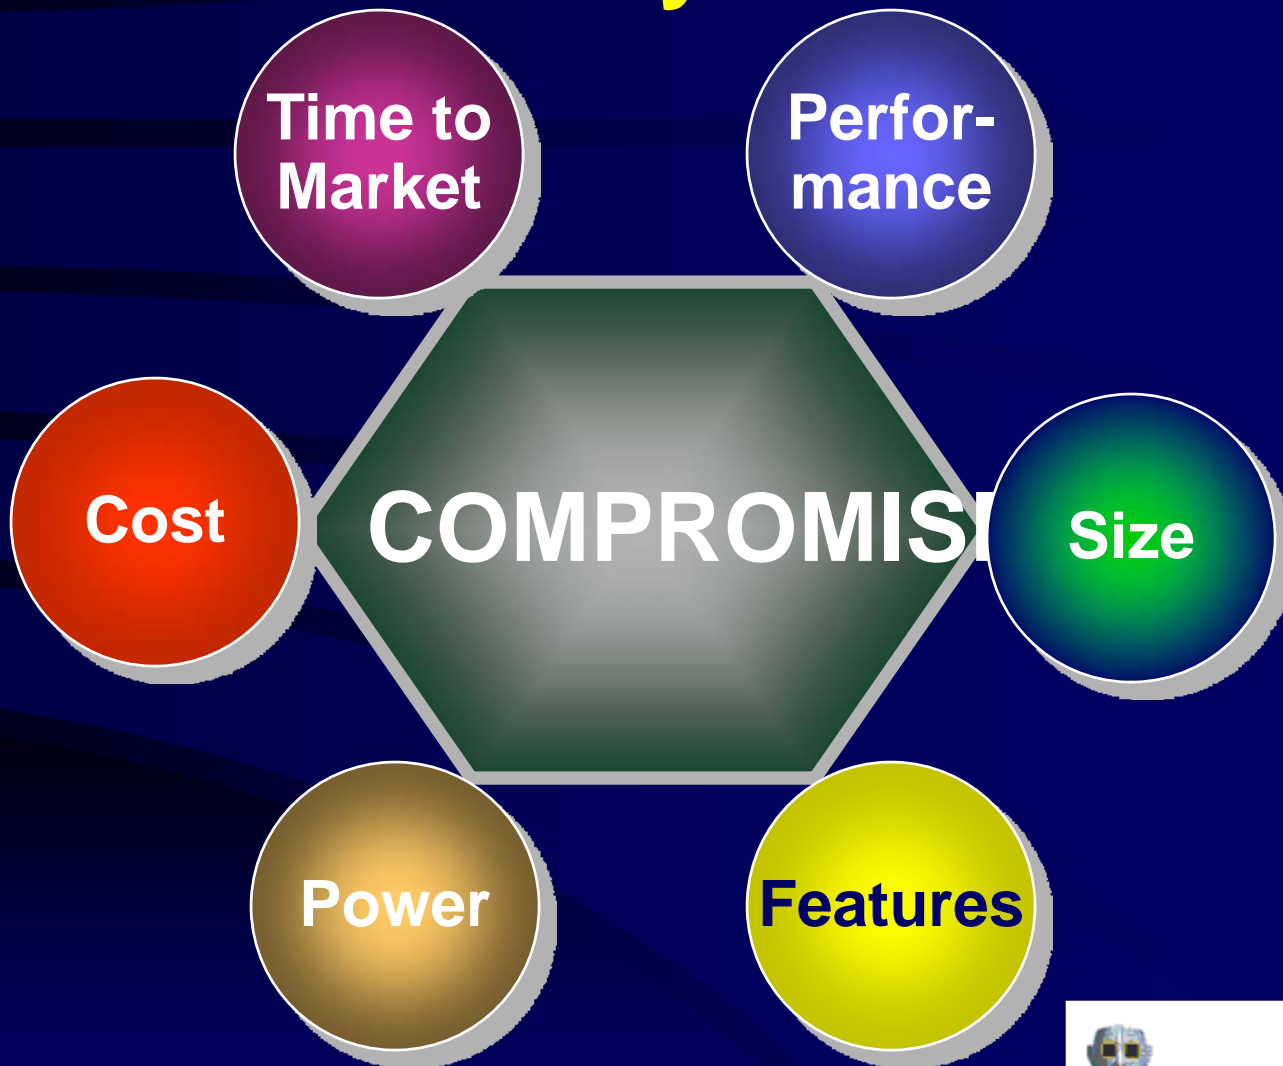 Time to
Market
Perfor-
mance
Cost
COMPROMIS
Size
Power
Features